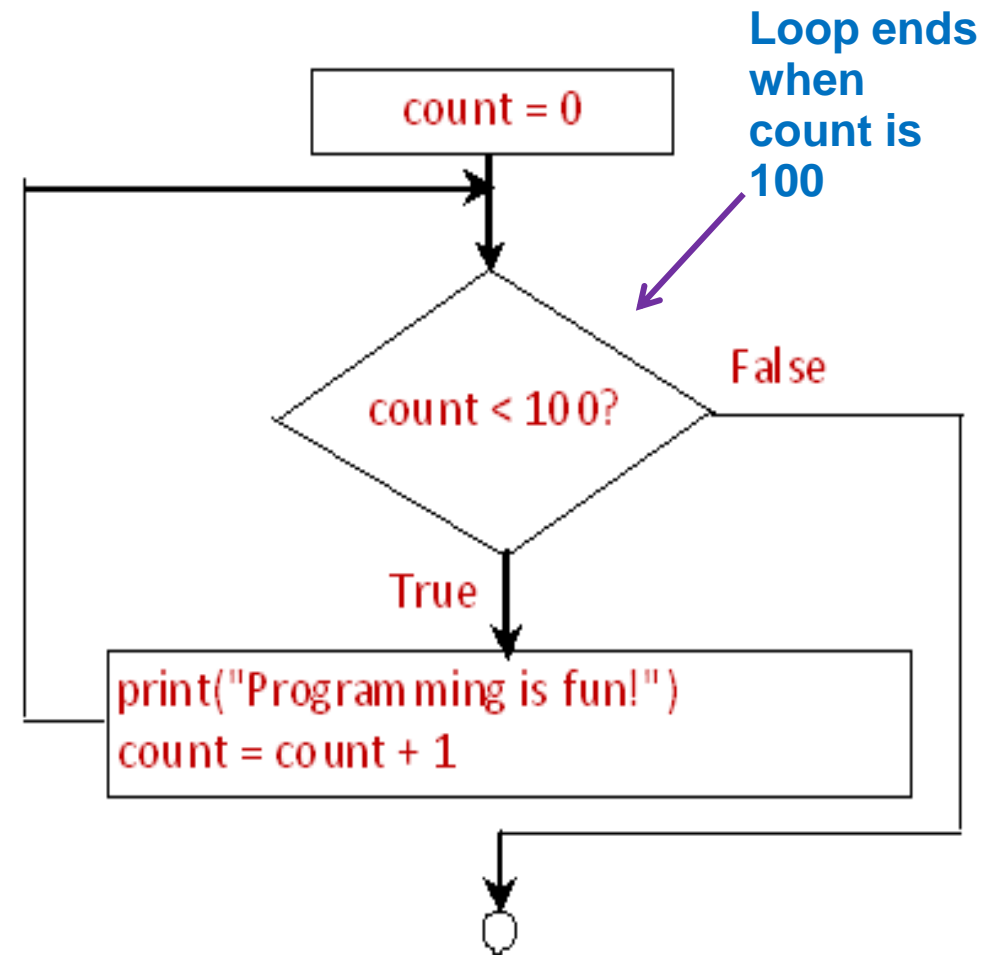 Loop ends
when
count is
100
count = 0
count < 100?
False
True
print("Programming is fun!")
count = count + 1